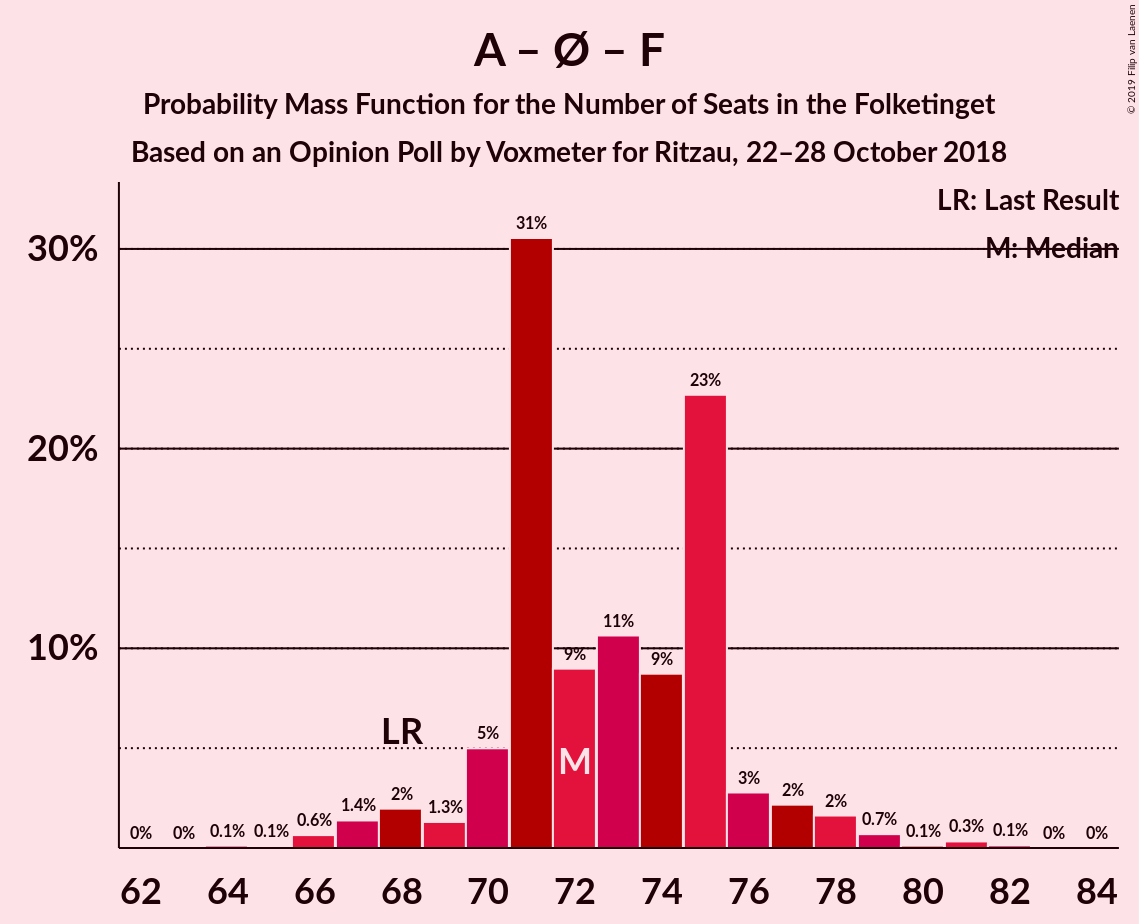 A – Ø – F
Probability Mass Function for the Number of Seats in the Folketinget
Based on an Opinion Poll by Voxmeter for Ritzau, 22–28 October 2018
© 2019 Filip van Laenen
LR: Last Result
M: Median
30%
20%
10%
0% 0% 0.1% 0.1% 0.6% 1.4% 2% 1.3% 5% 31% 9% 11% 9% 23% 3% 2% 2% 0.7% 0.1% 0.3% 0.1% 0% 0%
LR
M
62 64 66 68 70 72 74 76 78 80 82 84